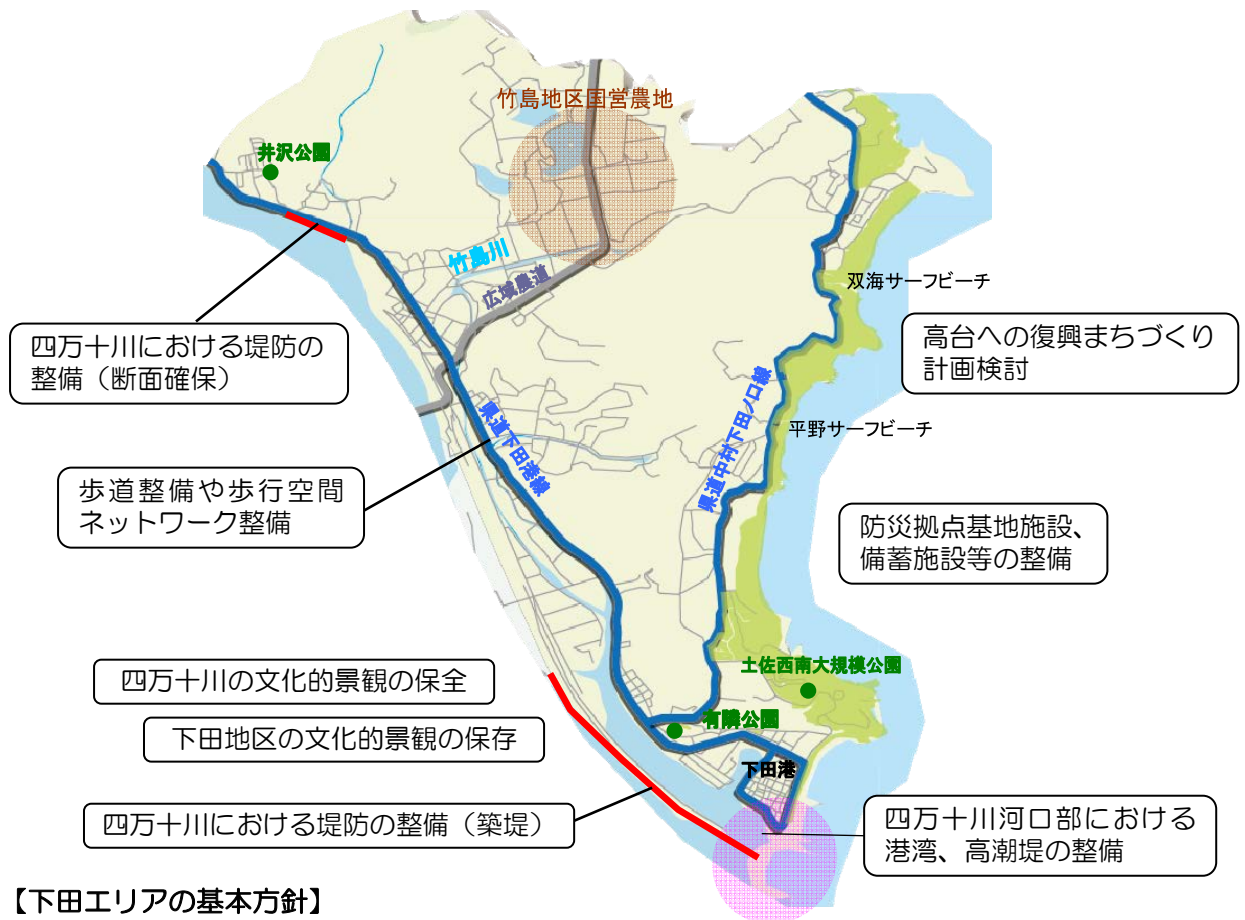 竹島地区国営農地
井沢公園
竹島川
広域農道
双海サーフビーチ
四万十川における堤防の
整備（断面確保）
高台への復興まちづくり
計画検討
県道下田港線
県道中村下田ノ口線
平野サーフビーチ
歩道整備や歩行空間
ネットワーク整備
防災拠点基地施設、
備蓄施設等の整備
四万十川の文化的景観の保全
土佐西南大規模公園
有隣公園
下田地区の文化的景観の保存
下田港
四万十川における堤防の整備（築堤）
四万十川河口部における
港湾、高潮堤の整備
【下田エリアの基本方針】